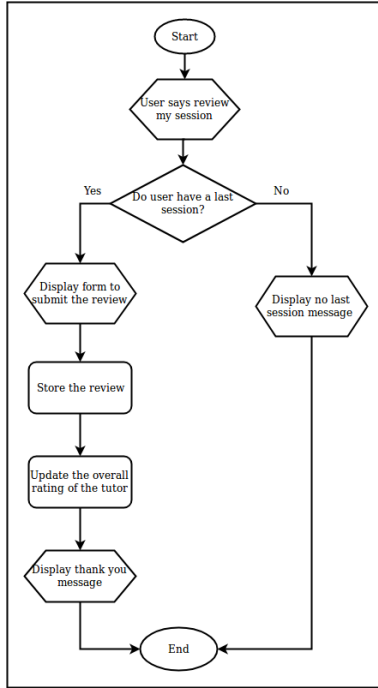 Start
User says review
my session
Do user have a last
session?
Yes
No
Display form to
submit the review
Display no last
session message
Store the review
Update the overall
rating of the tutor
Display thank you
message
End